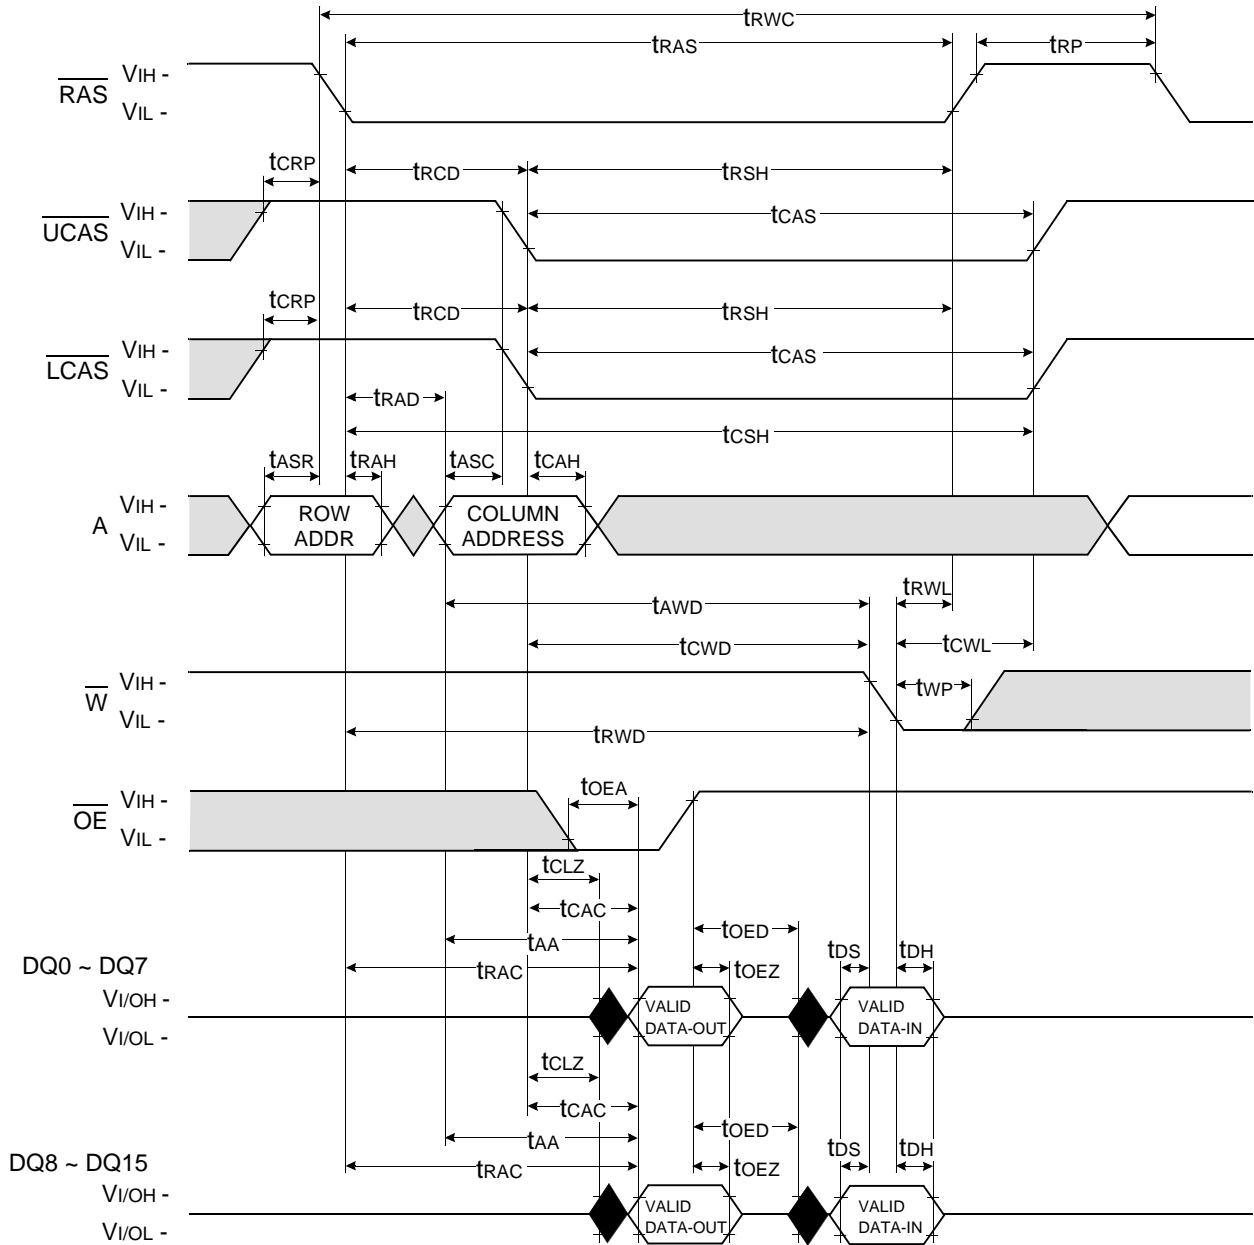 tRWC
tRAS
tRP
RAS
VIH -
VIL -
tCRP
tRCD
tRSH
UCAS
VIH -
VIL -
tCAS
tCRP
tRCD
tRSH
LCAS
VIH -
VIL -
tCAS
tRAD
tCSH
tASR
tRAH
tASC
tCAH
A
VIH -
VIL -
ROW
ADDR
COLUMN
ADDRESS
tAWD
tRWL
tCWD
tCWL
W
VIH -
VIL -
tWP
tRWD
OE
VIH -
VIL -
tOEA
tCLZ
tCAC
tOED
tAA
tDS
tDH
DQ0 ~ DQ7
tRAC
tOEZ
VI/OH -
VI/OL -
VALID
DATA-OUT
VALID
DATA-IN
tCLZ
tCAC
tOED
tAA
tDS
tDH
DQ8 ~ DQ15
tRAC
tOEZ
VI/OH -
VI/OL -
VALID
DATA-OUT
VALID
DATA-IN